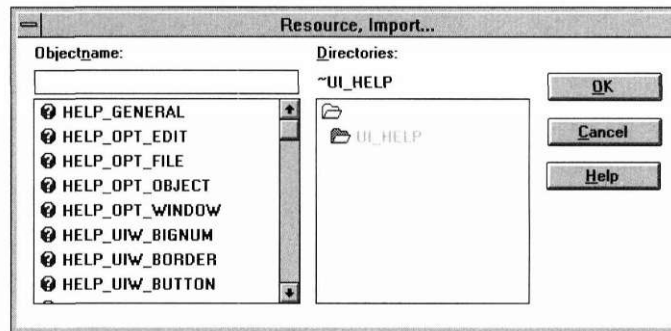 Resource, Import...
Objectname:
Directories:
~UI_HELP
OK
Cancel
Help
HELP_GENERAL
HELP_OPT_EDIT
HELP_OPT_FILE
HELP_OPT_OBJECT
HELP_OPT_WINDOW
HELP_UIW_BIGNUM
HELP_UIW_BORDER
HELP_UIW_BUTTON
UI_HELP